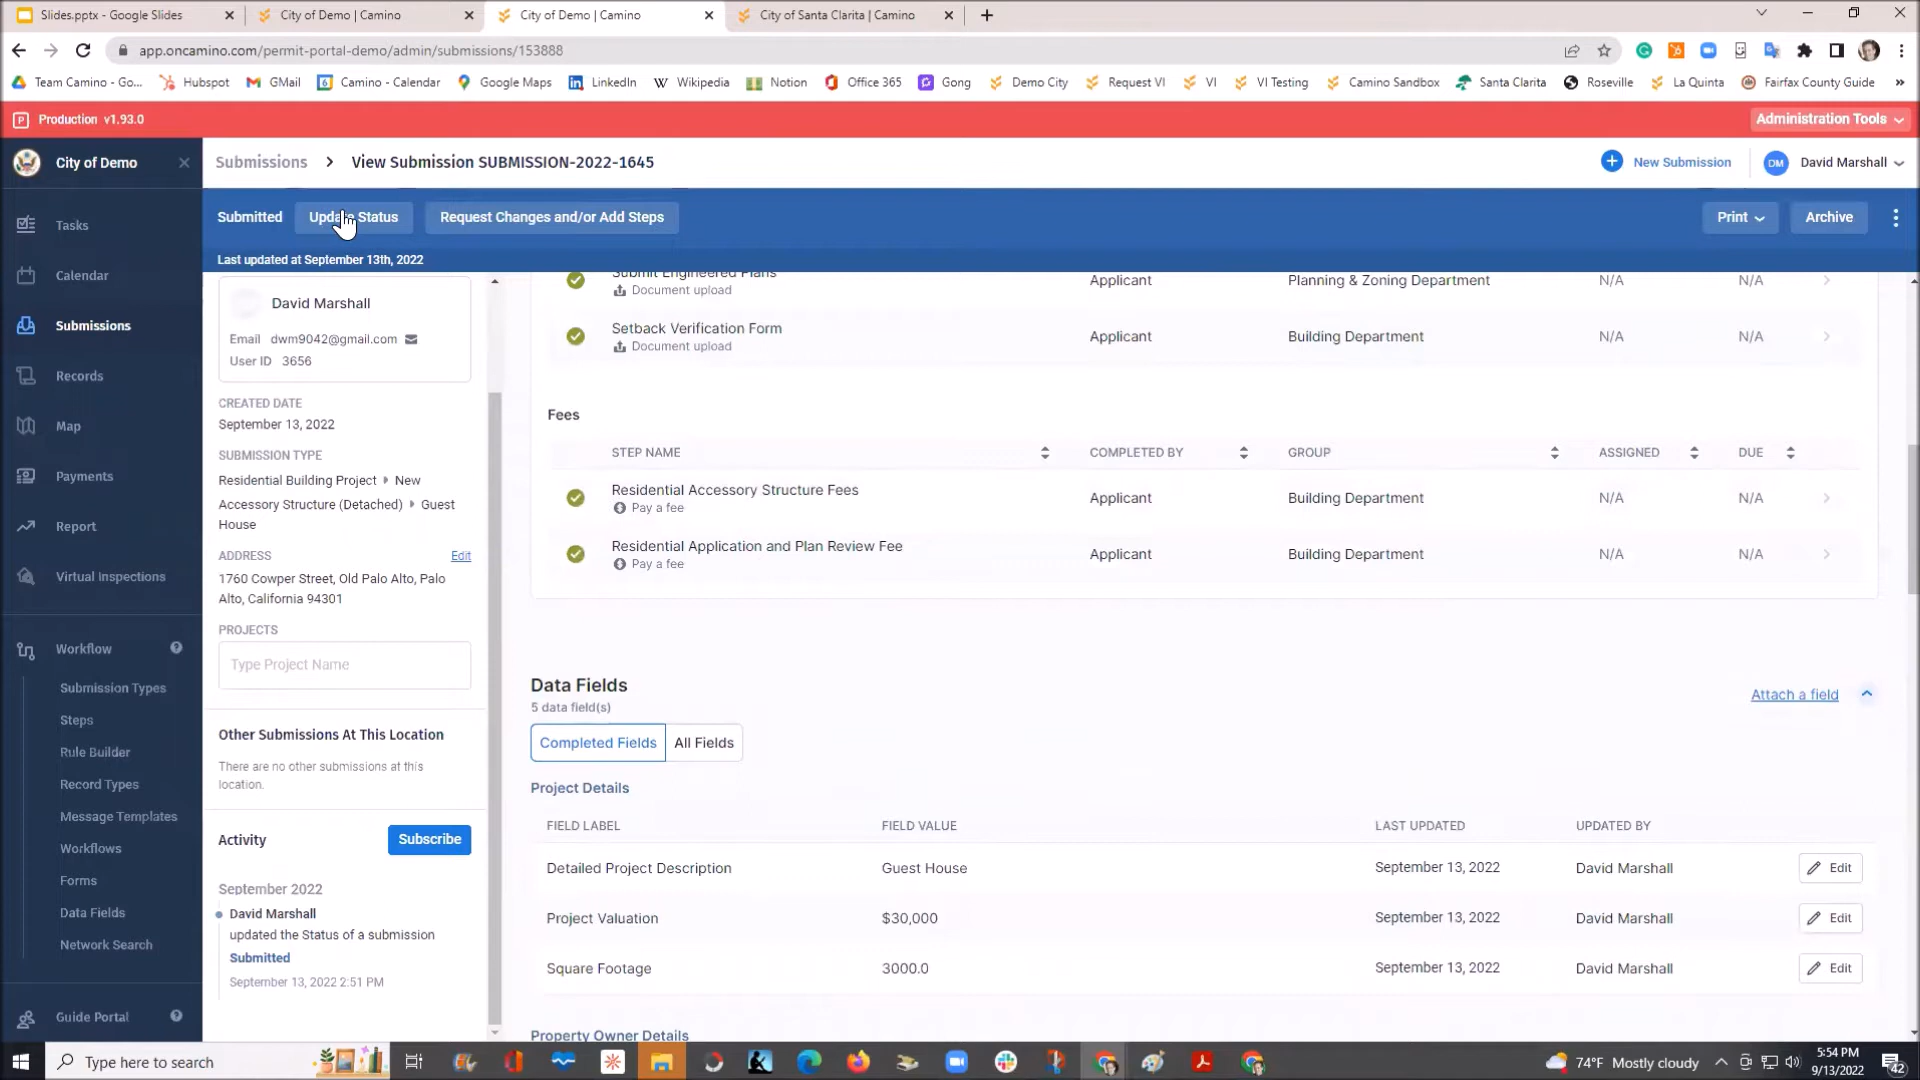 Slides.pptx - Google Slides
City of Demo | Camino
City of Demo | Camino
City of Santa Clarita | Camino
app.oncamino.com/permit-portal-demo/admin/submissions/153888
Team Camino - Go...
Hubspot
GMail
Camino - Calendar
Google Maps
LinkedIn
Wikipedia
Notion
Office 365
Gong
Demo City
Request VI
VI
VI Testing
Camino Sandbox
Santa Clarita
Roseville
La Quinta
Fairfax County Guide
»
P Production v1.93.0
Administration Tools
City of Demo
Submissions > View Submission SUBMISSION-2022-1645
New Submission
DM David Marshall
Submitted
Update Status
Request Changes and/or Add Steps
Print
Archive
Last updated at September 13th, 2022
Tasks
Calendar
Submissions
Records
Map
Payments
Report
Virtual Inspections
Workflow
Submission Types
Steps
Rule Builder
Record Types
Message Templates
Workflows
Forms
Data Fields
Network Search
Guide Portal
David Marshall
Email dwm9042@gmail.com
User ID 3656
CREATED DATE
September 13, 2022
SUBMISSION TYPE
Residential Building Project ▸ New
Accessory Structure (Detached) ▸ Guest
House
ADDRESS Edit
1760 Cowper Street, Old Palo Alto, Palo
Alto, California 94301
PROJECTS
Type Project Name
Other Submissions At This Location
There are no other submissions at this
location.
Activity
Subscribe
September 2022
David Marshall
updated the Status of a submission
Submitted
September 13, 2022 2:51 PM
Submit Engineered Plans
Document upload
Applicant Planning & Zoning Department N/A N/A
Setback Verification Form
Document upload
Applicant Building Department N/A N/A
Fees
STEP NAME COMPLETED BY GROUP ASSIGNED DUE
Residential Accessory Structure Fees
Pay a fee
Applicant Building Department N/A N/A
Residential Application and Plan Review Fee
Pay a fee
Applicant Building Department N/A N/A
Data Fields
5 data field(s)
Attach a field
Completed Fields
All Fields
Project Details
FIELD LABEL FIELD VALUE LAST UPDATED UPDATED BY
Detailed Project Description Guest House September 13, 2022 David Marshall Edit
Project Valuation $30,000 September 13, 2022 David Marshall Edit
Square Footage 3000.0 September 13, 2022 David Marshall Edit
Property Owner Details
Type here to search
74°F Mostly cloudy
5:54 PM
9/13/2022
42